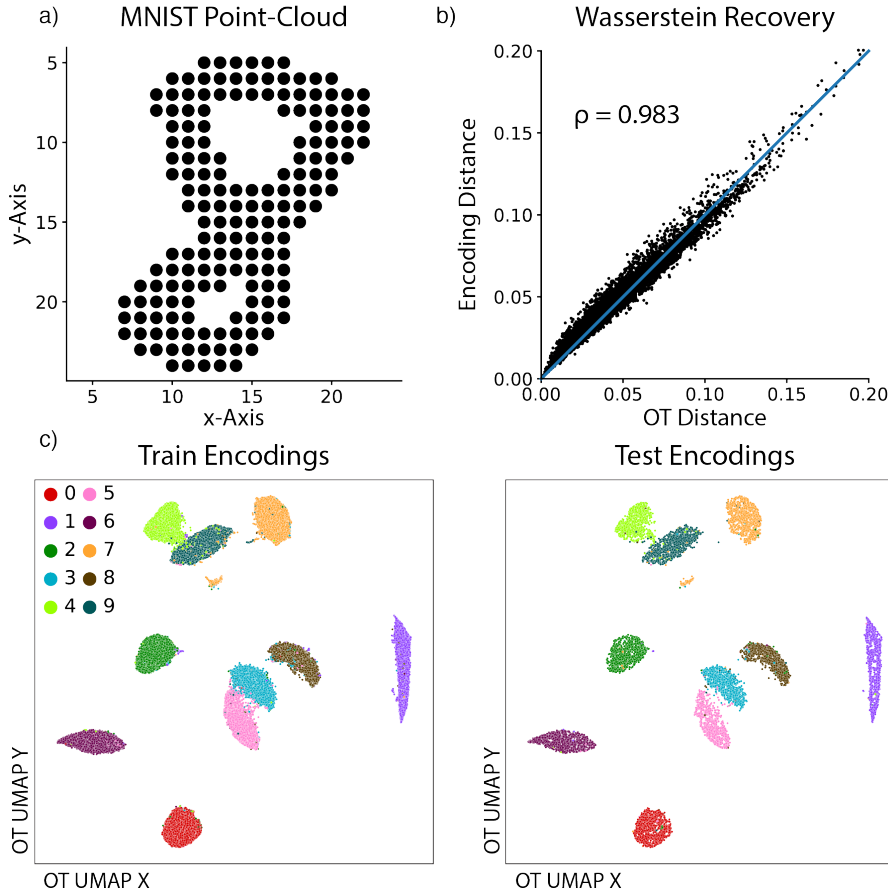 a)
MNIST Point-Cloud
5
10
15
20
y-Axis
5 10 15 20
x-Axis
b)
Wasserstein Recovery
ρ = 0.983
0.20
0.15
0.10
0.05
0.00
Encoding Distance
0.00 0.05 0.10 0.15 0.20
OT Distance
c)
Train Encodings
0 5
1 6
2 7
3 8
4 9
OT UMAP Y
OT UMAP X
Test Encodings
OT UMAP Y
OT UMAP X